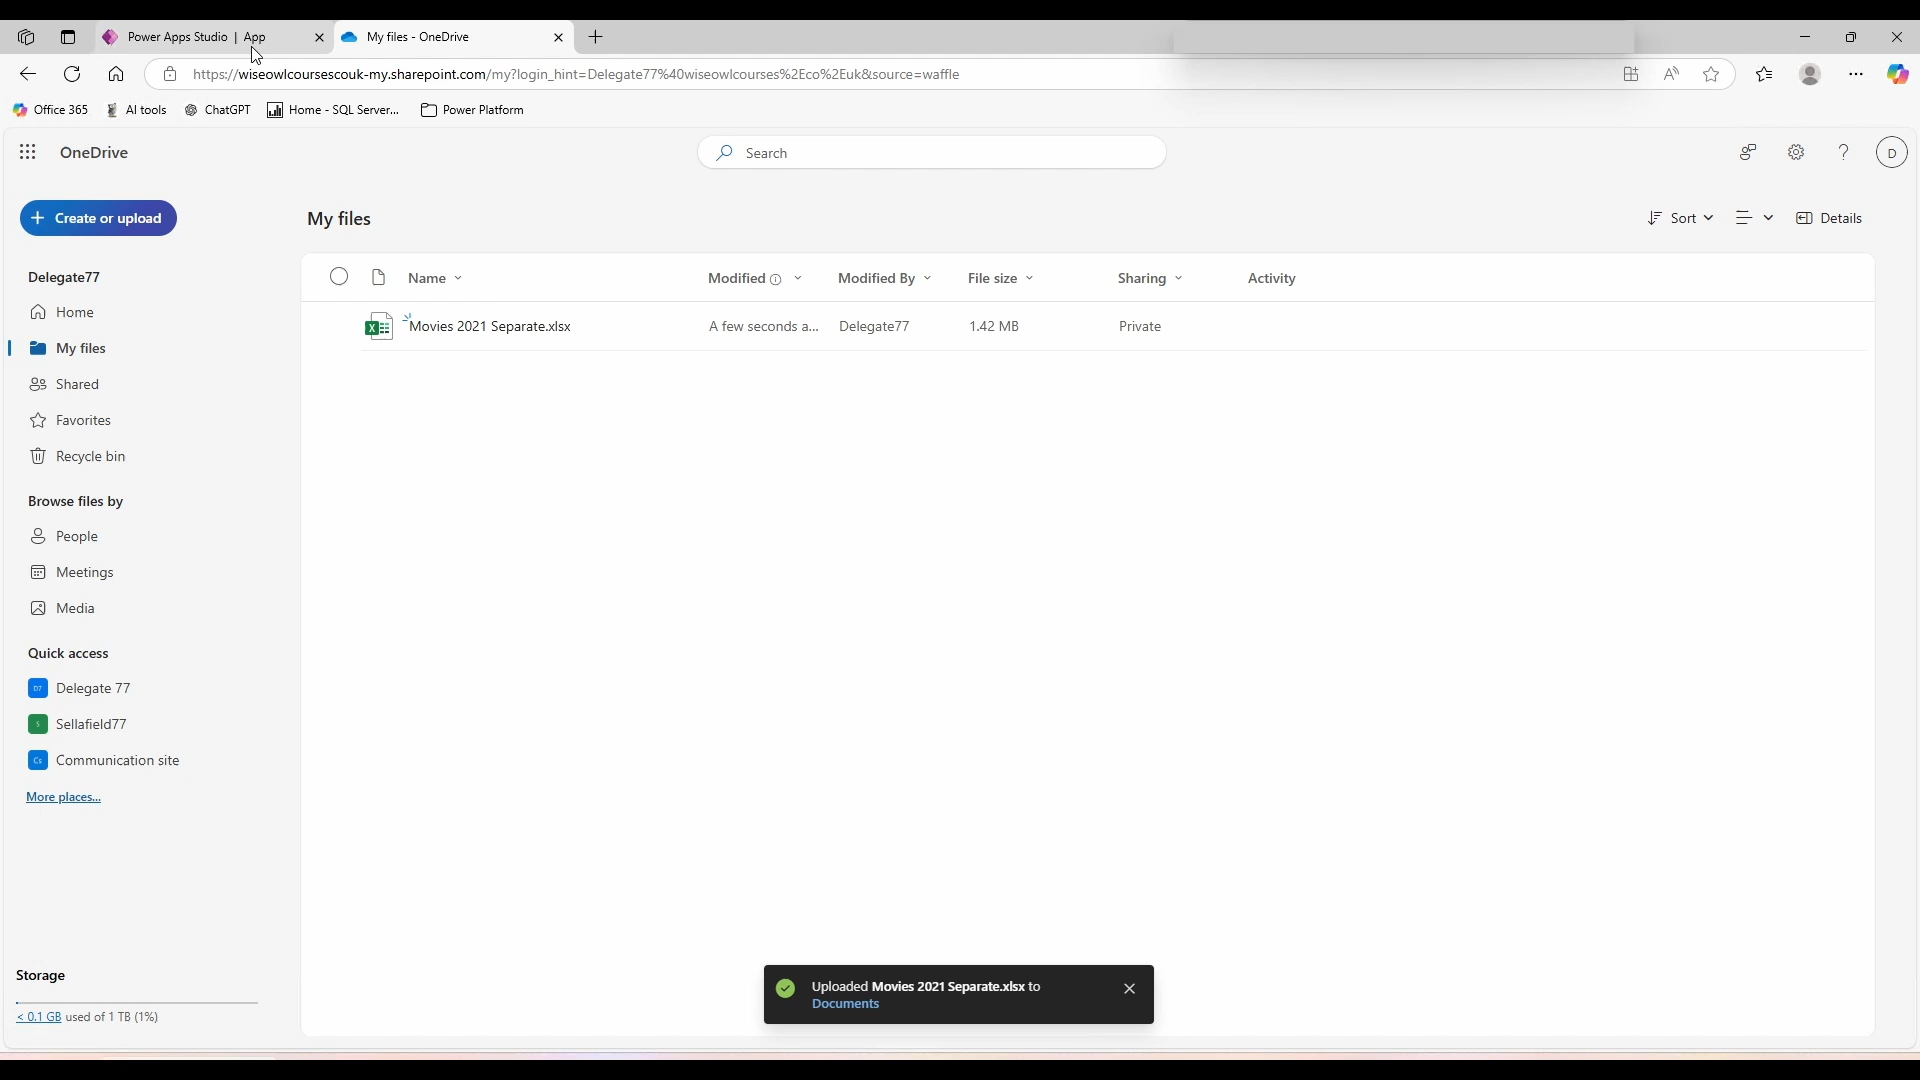 Power Apps Studio | App
My files - OneDrive
https://wiseowlcoursescouk-my.sharepoint.com/my?login_hint=Delegate77%40wiseowlcourses%2Eco%2Euk&source=waffle
Office 365
AI tools
ChatGPT
Home - SQL Server...
Power Platform
OneDrive
Search
D
Create or upload
My files
Sort
Details
Delegate77
Home
My files
Shared
Favorites
Recycle bin
Browse files by
People
Meetings
Media
Quick access
D7 Delegate 77
S Sellafield77
Cs Communication site
More places...
Name
Modified
Modified By
File size
Sharing
Activity
Movies 2021 Separate.xlsx
A few seconds a...
Delegate77
1.42 MB
Private
Storage
< 0.1 GB used of 1 TB (1%)
Uploaded Movies 2021 Separate.xlsx to
Documents